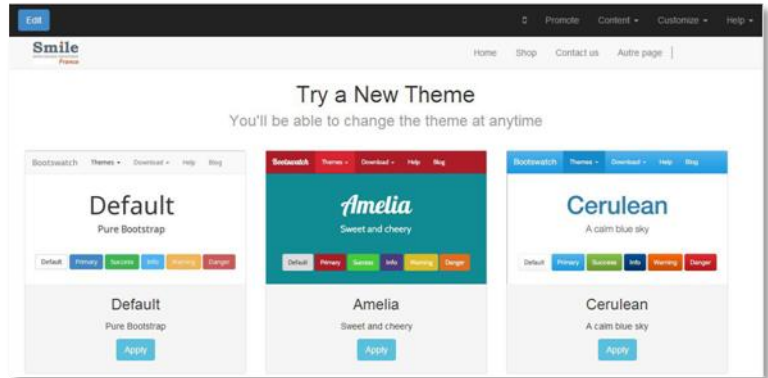 Edit Promote Content Customize Help
Smile
France
Home Shop Contact us Autre page
Try a New Theme
You'll be able to change the theme at anytime
Bootswatch Themes Download Help Blog
Default
Pure Bootstrap
Default Primary Success Info Warning Danger
Default
Pure Bootstrap
Apply
Bootswatch Themes Download Help Blog
Amelia
Sweet and cheery
Default Primary Success Info Warning Danger
Amelia
Sweet and cheery
Apply
Bootswatch Themes Download Help Blog
Cerulean
A calm blue sky
Default Primary Success Info Warning Danger
Cerulean
A calm blue sky
Apply